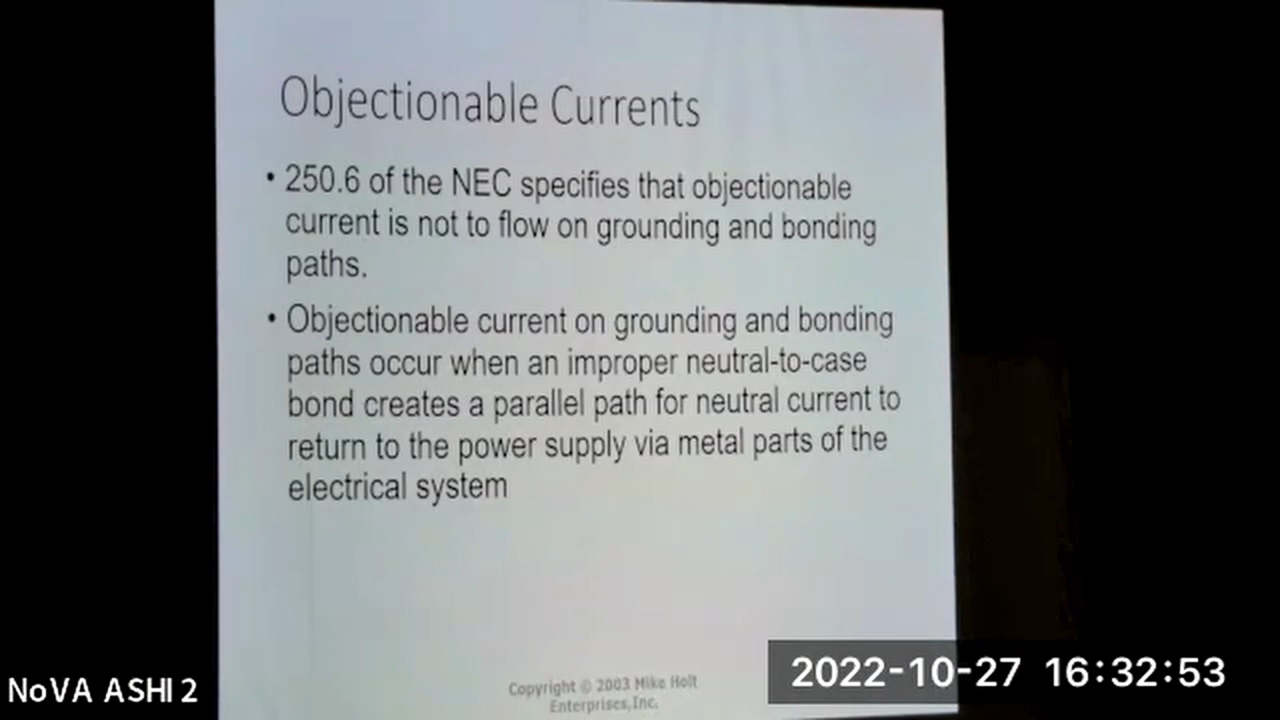 Objectionable Currents
• 250.6 of the NEC specifies that objectionable
current is not to flow on grounding and bonding
paths.
• Objectionable current on grounding and bonding
paths occur when an improper neutral-to-case
bond creates a parallel path for neutral current to
return to the power supply via metal parts of the
electrical system
Copyright © 2003 Mike Holt
Enterprises,Inc.
NoVA ASHI 2
2022-10-27 16:32:53